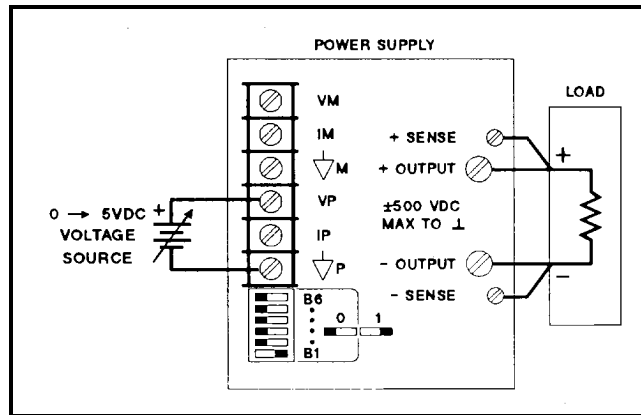 POWER SUPPLY
LOAD
VM
IM
M
VP
IP
P
+ SENSE
+ OUTPUT
±500 VDC
MAX TO ⊥
- OUTPUT
- SENSE
+
-
0 → 5VDC +
VOLTAGE
SOURCE
B6
0 1
B1